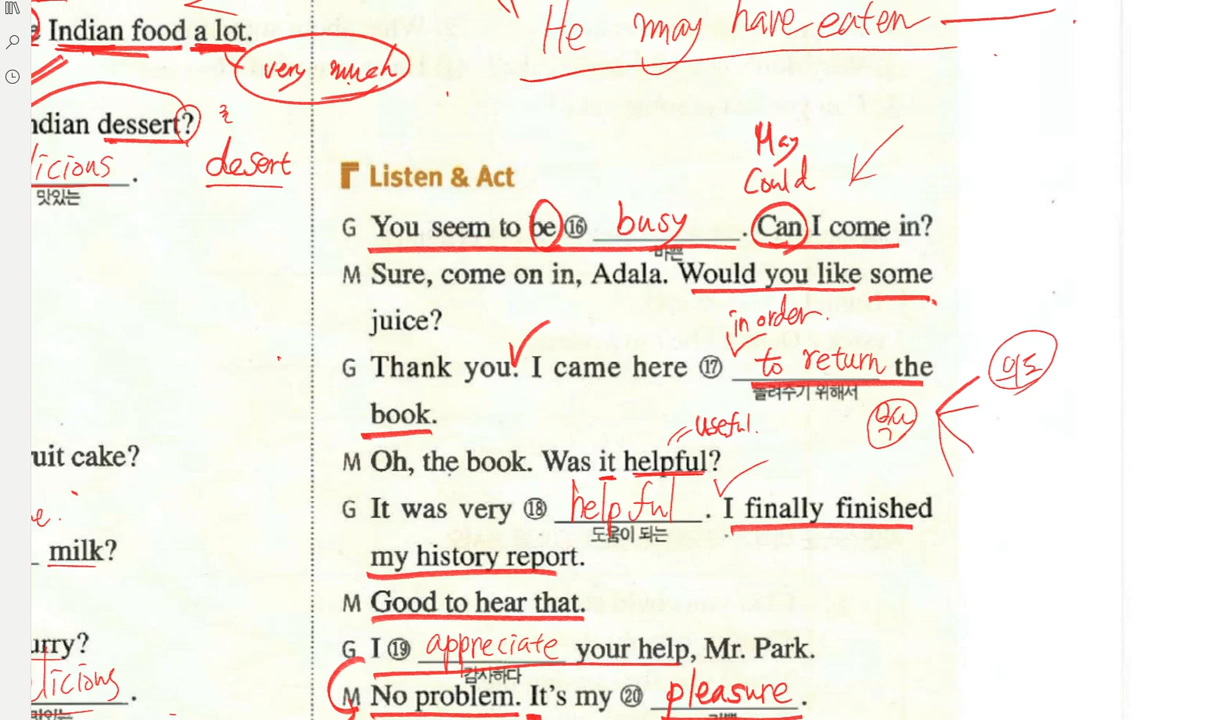 Indian food a lot.
very much
ndian dessert?
desert
licious .
맛있는
uit cake?
e.
milk?
urry?
licious .
He may have eaten
Listen & Act
May
Could
G You seem to be ⑯ busy . Can I come in?
바쁜
M Sure, come on in, Adala. Would you like some
juice?
in order.
G Thank you. I came here ⑰ to return the
돌려주기 위해서
book.
목적
의도
useful.
M Oh, the book. Was it helpful?
G It was very ⑱ helpful . I finally finished
도움이 되는
my history report.
M Good to hear that.
G I ⑲ appreciate your help, Mr. Park.
감사하다
M No problem. It's my ⑳ pleasure .